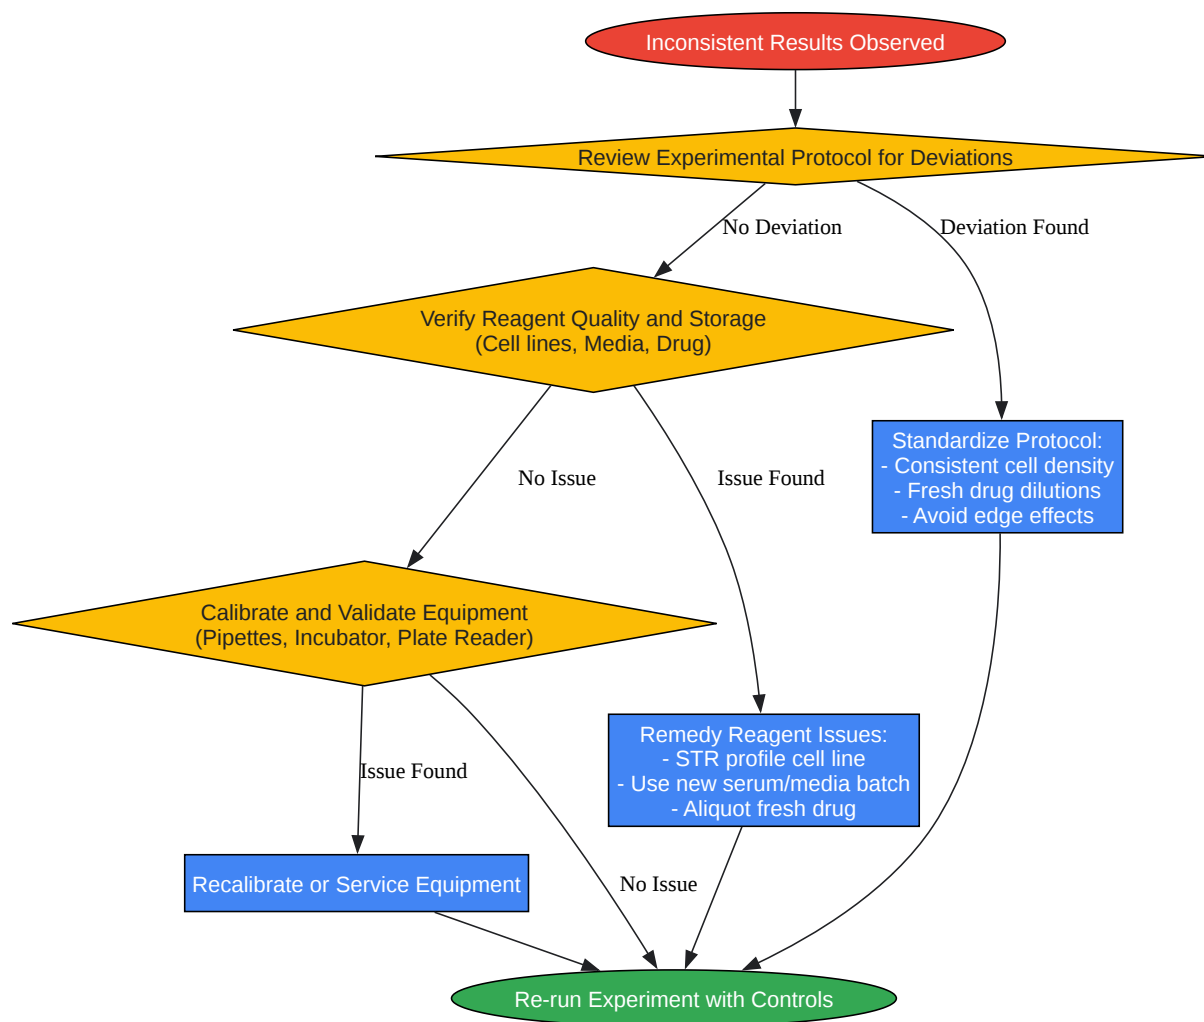 Inconsistent Results Observed
Review Experimental Protocol for Deviations
No Deviation
Deviation Found
Verify Reagent Quality and Storage
(Cell lines, Media, Drug)
Standardize Protocol:
- Consistent cell density
- Fresh drug dilutions
- Avoid edge effects
No Issue
Issue Found
Calibrate and Validate Equipment
(Pipettes, Incubator, Plate Reader)
Remedy Reagent Issues:
- STR profile cell line
- Use new serum/media batch
- Aliquot fresh drug
Issue Found
No Issue
Recalibrate or Service Equipment
Re-run Experiment with Controls